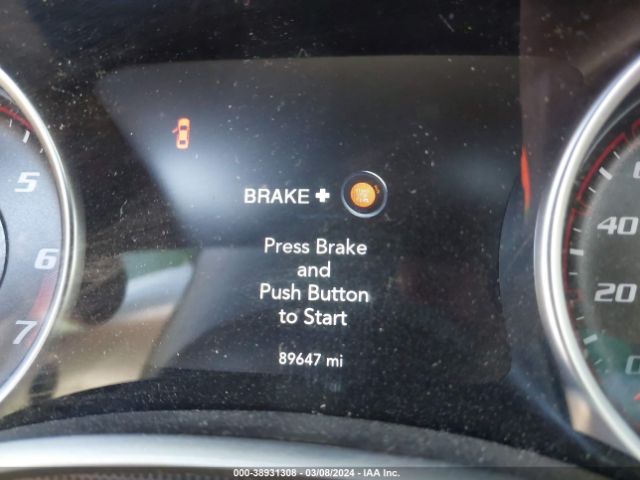 BRAKE +
Press Brake
and
Push Button
to Start
89647 mi
5
6
7
40
20
0
000-38931308 - 03/08/2024 - IAA Inc.